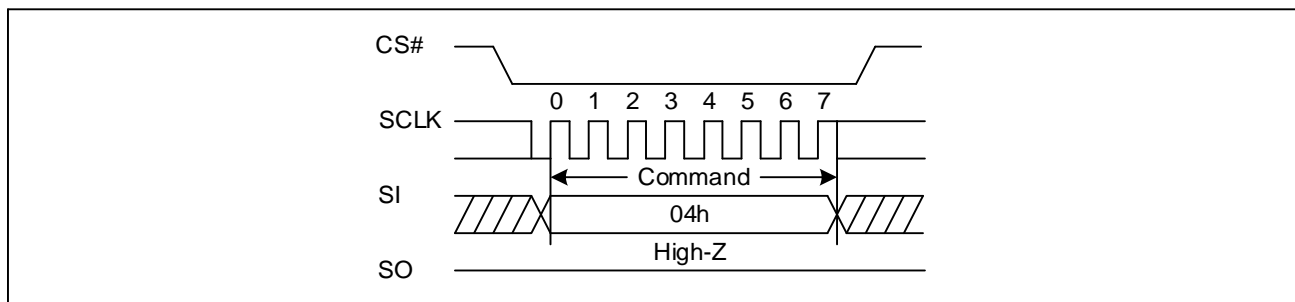 CS#
0 1 2 3 4 5 6 7
SCLK
Command
SI
04h
High-Z
SO